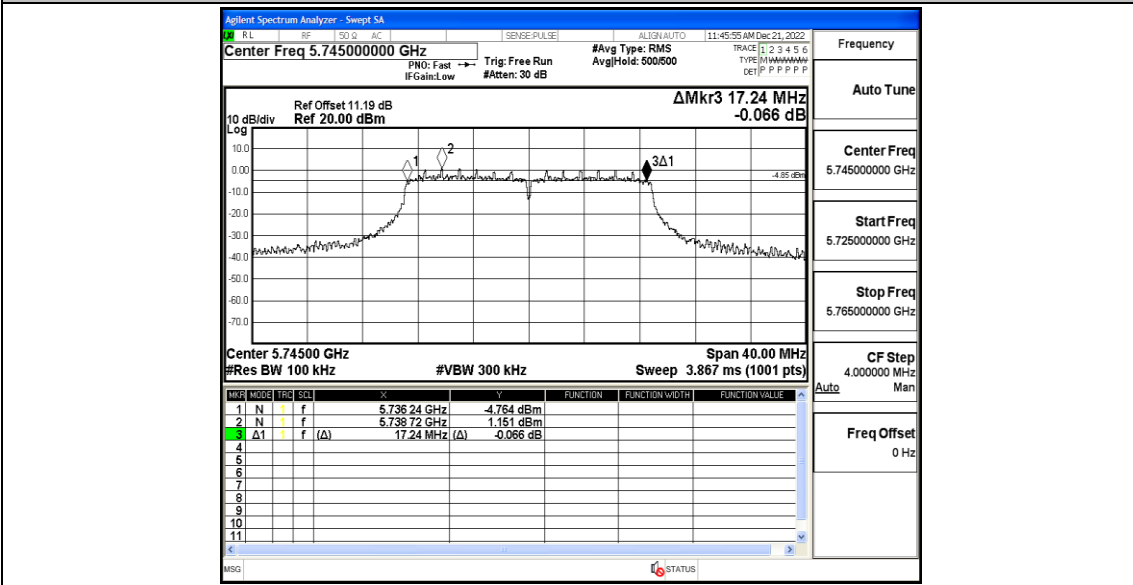 Agilent Spectrum Analyzer - Swept SA
RL RF 50 Ω AC SENSE:PULSE ALIGNAUTO 11:45:55 AM Dec 21, 2022
Center Freq 5.745000000 GHz
PNO: Fast
IFGain:Low
Trig: Free Run
#Atten: 30 dB
#Avg Type: RMS
Avg|Hold: 500/500
TRACE 1 2 3 4 5 6
TYPE M
DET P P P P P P
Ref Offset 11.19 dB
10 dB/div Ref 20.00 dBm
Log
ΔMkr3 17.24 MHz
-0.066 dB
10.0
0.00
-10.0
-20.0
-30.0
-40.0
-50.0
-60.0
-70.0
1
2
3Δ1
-4.85 dBm
Center 5.74500 GHz Span 40.00 MHz
#Res BW 100 kHz #VBW 300 kHz Sweep 3.867 ms (1001 pts)
MKR MODE TRC SCL X Y FUNCTION FUNCTION WIDTH FUNCTION VALUE
1 N 1 f 5.736 24 GHz -4.764 dBm
2 N 1 f 5.738 72 GHz 1.151 dBm
3 Δ1 1 f (Δ) 17.24 MHz (Δ) -0.066 dB
4
5
6
7
8
9
10
11
MSG STATUS
Frequency
Auto Tune
Center Freq
5.745000000 GHz
Start Freq
5.725000000 GHz
Stop Freq
5.765000000 GHz
CF Step
4.000000 MHz
Auto Man
Freq Offset
0 Hz